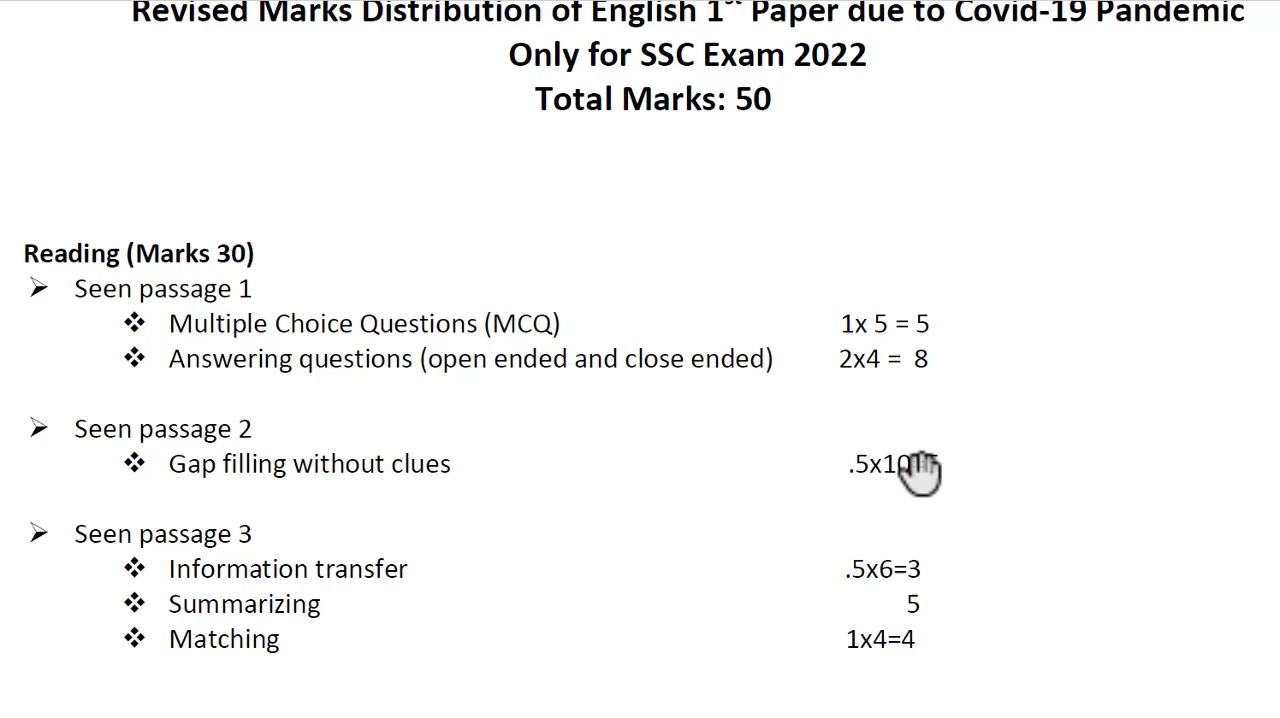 Revised Marks Distribution of English 1st Paper due to Covid-19 Pandemic
Only for SSC Exam 2022
Total Marks: 50
Reading (Marks 30)
➢ Seen passage 1
❖ Multiple Choice Questions (MCQ) 1x 5 = 5
❖ Answering questions (open ended and close ended) 2x4 = 8
➢ Seen passage 2
❖ Gap filling without clues .5x10
➢ Seen passage 3
❖ Information transfer .5x6=3
❖ Summarizing 5
❖ Matching 1x4=4